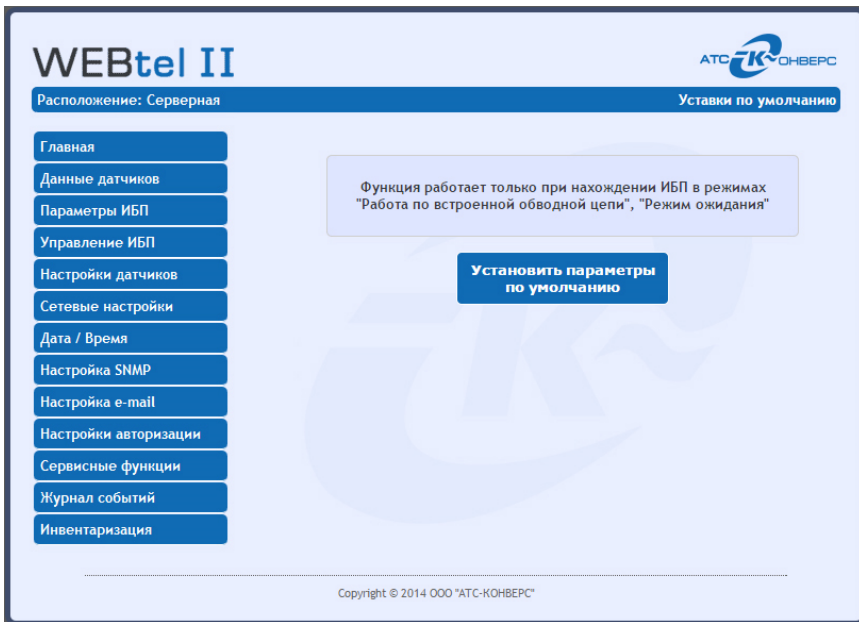 WEBtel II
АТС КОНВЕРС
Расположение: Серверная
Уставки по умолчанию
Главная
Данные датчиков
Параметры ИБП
Управление ИБП
Настройки датчиков
Сетевые настройки
Дата / Время
Настройка SNMP
Настройка e-mail
Настройки авторизации
Сервисные функции
Журнал событий
Инвентаризация
Функция работает только при нахождении ИБП в режимах
"Работа по встроенной обводной цепи", "Режим ожидания"
Установить параметры
по умолчанию
Copyright © 2014 ООО "АТС-КОНВЕРС"